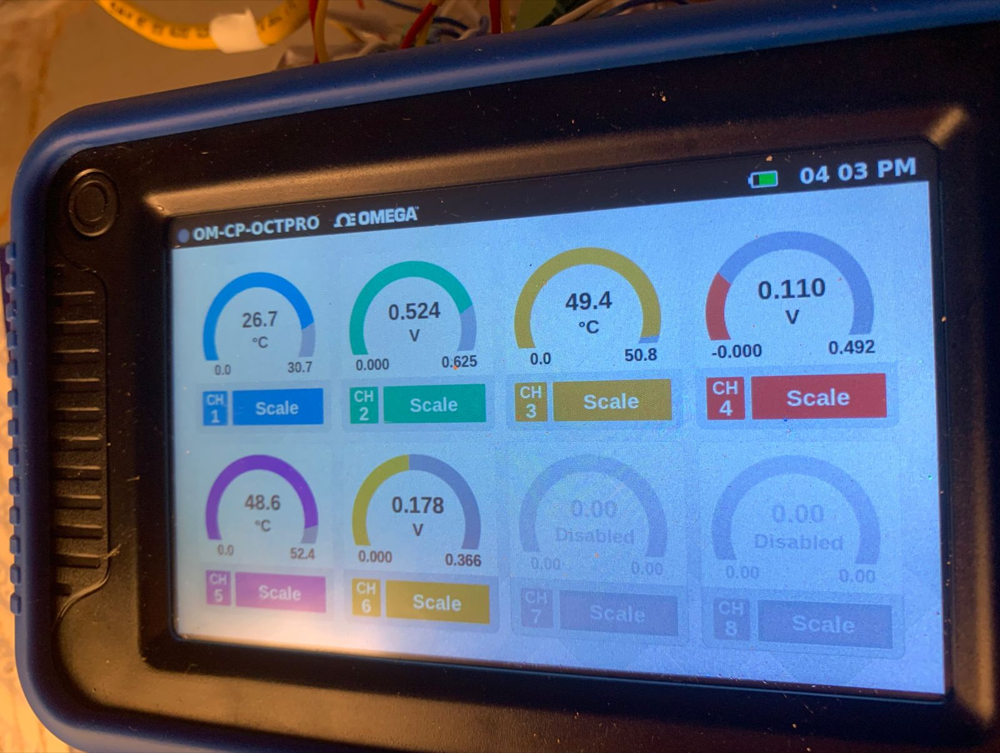 04 03 PM
OM-CP-OCTPRO ΩE OMEGA™
26.7
°C
0.0 30.7
CH
1
Scale
0.524
V
0.000 0.625
CH
2
Scale
49.4
°C
0.0 50.8
CH
3
Scale
0.110
V
-0.000 0.492
CH
4
Scale
48.6
°C
0.0 52.4
CH
5
Scale
0.178
V
0.000 0.366
CH
6
Scale
0.00
Disabled
0.00 0.00
CH
7
Scale
0.00
Disabled
0.00 0.00
CH
8
Scale